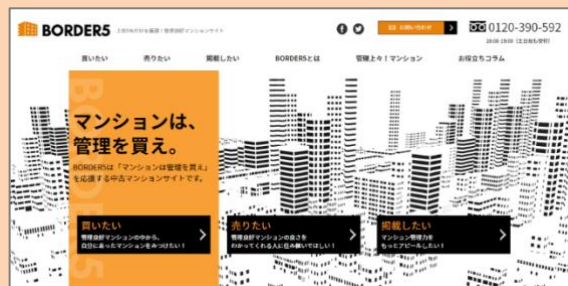 BORDER5
お問い合わせ
0120-390-592
買いたい 売りたい 掲載したい BORDER5とは 管理上々！マンション お役立ちコラム
BORDER5
マンションは、
管理を買え。
BORDER5は「マンションは管理を買え」
を応援する中古マンションサイトです。
買いたい
管理良好マンションの中から、
自分にあったマンションをみつけたい！
売りたい
管理良好マンションの良さを
わかってくれる人に住み継いでほしい！
掲載したい
マンション管理力を
もっとアピールしたい！